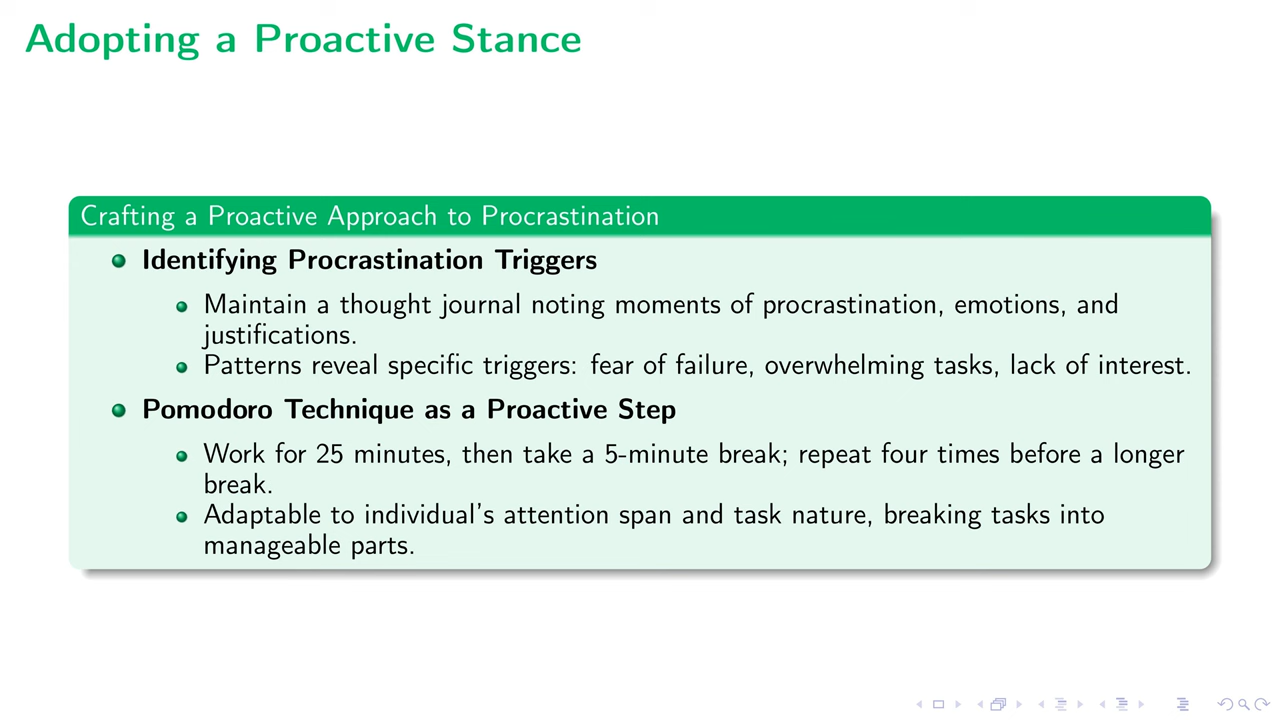 Adopting a Proactive Stance
Crafting a Proactive Approach to Procrastination
Identifying Procrastination Triggers
Maintain a thought journal noting moments of procrastination, emotions, and
justifications.
Patterns reveal specific triggers: fear of failure, overwhelming tasks, lack of interest.
Pomodoro Technique as a Proactive Step
Work for 25 minutes, then take a 5-minute break; repeat four times before a longer
break.
Adaptable to individual's attention span and task nature, breaking tasks into
manageable parts.